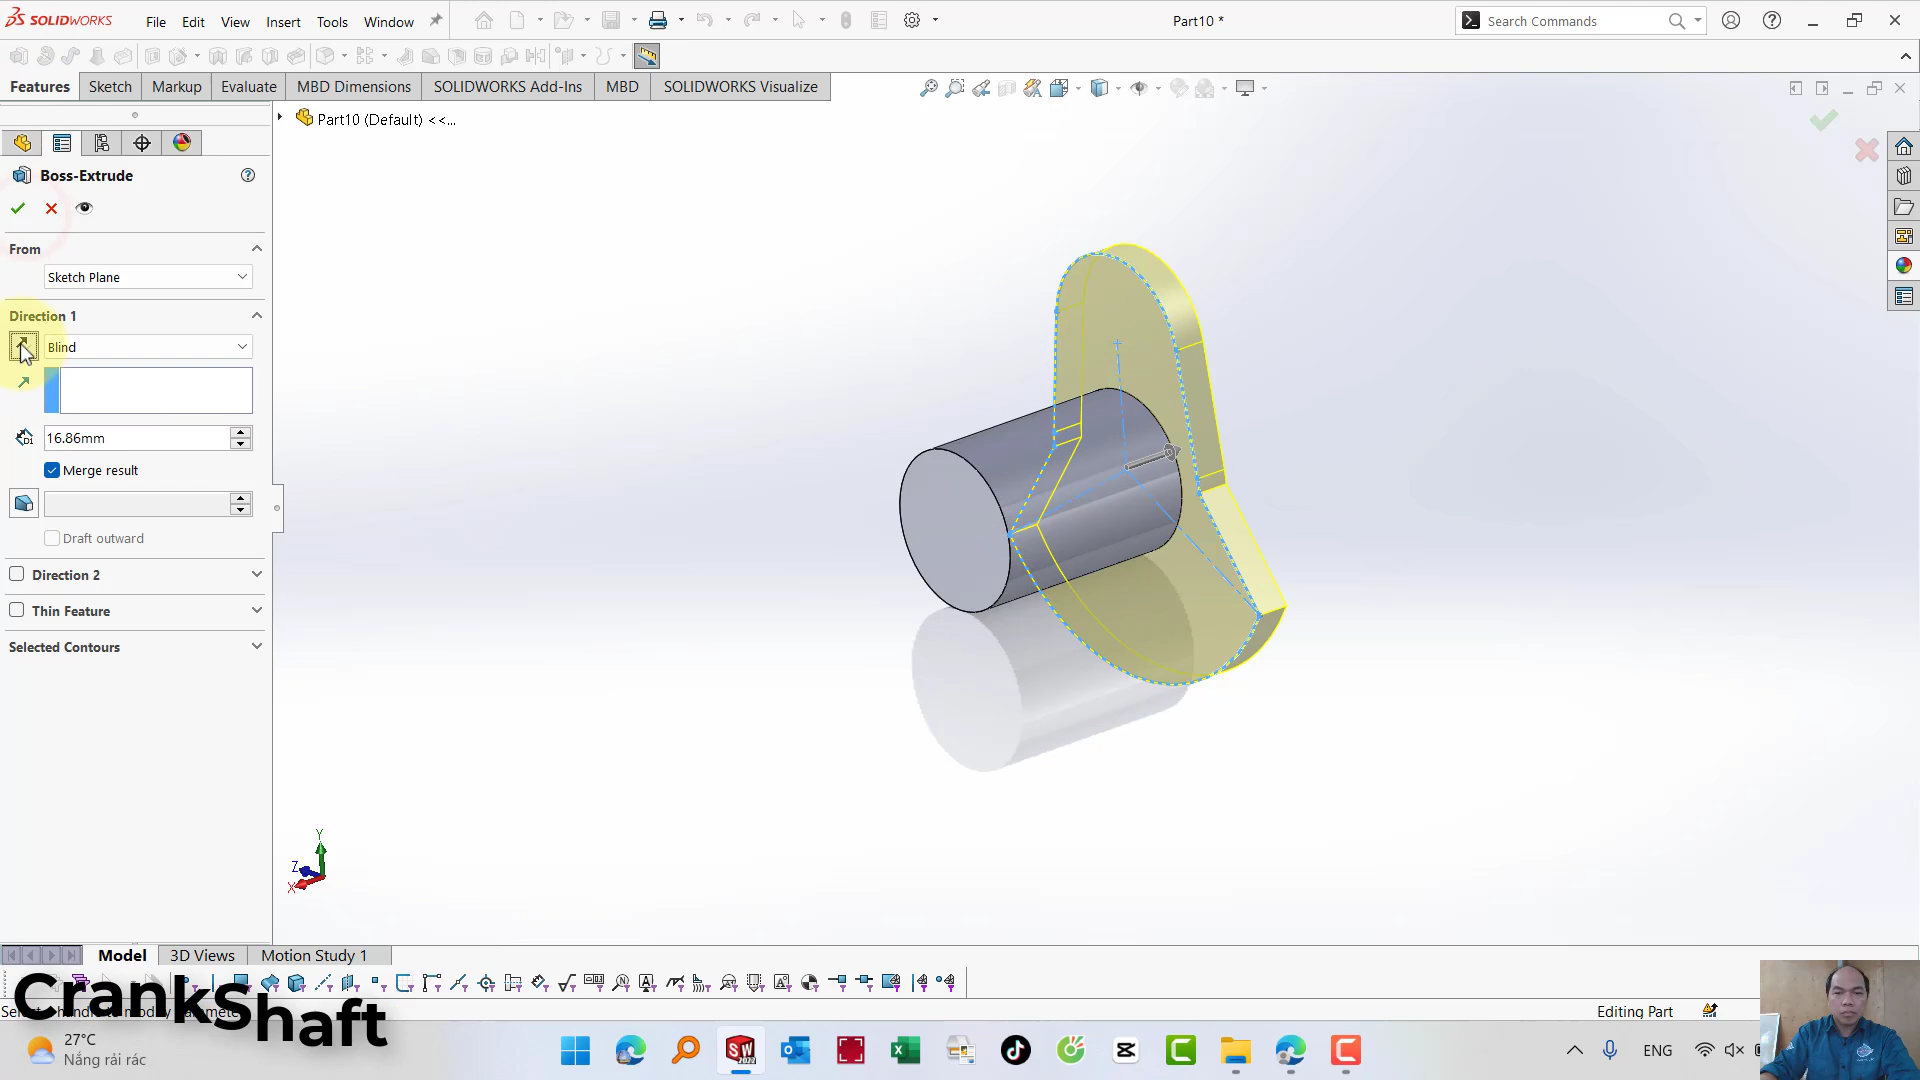 SOLIDWORKS File Edit View Insert Tools Window Part10 * Search Commands
Features Sketch Markup Evaluate MBD Dimensions SOLIDWORKS Add-Ins MBD SOLIDWORKS Visualize
Part10 (Default) <<...
Boss-Extrude
From
Sketch Plane
Direction 1
Blind
16.86mm
Merge result
Draft outward
Direction 2
Thin Feature
Selected Contours
Y
Z
X
Model 3D Views Motion Study 1
CrankShaft
Editing Part
27°C
Nắng rải rác
ENG